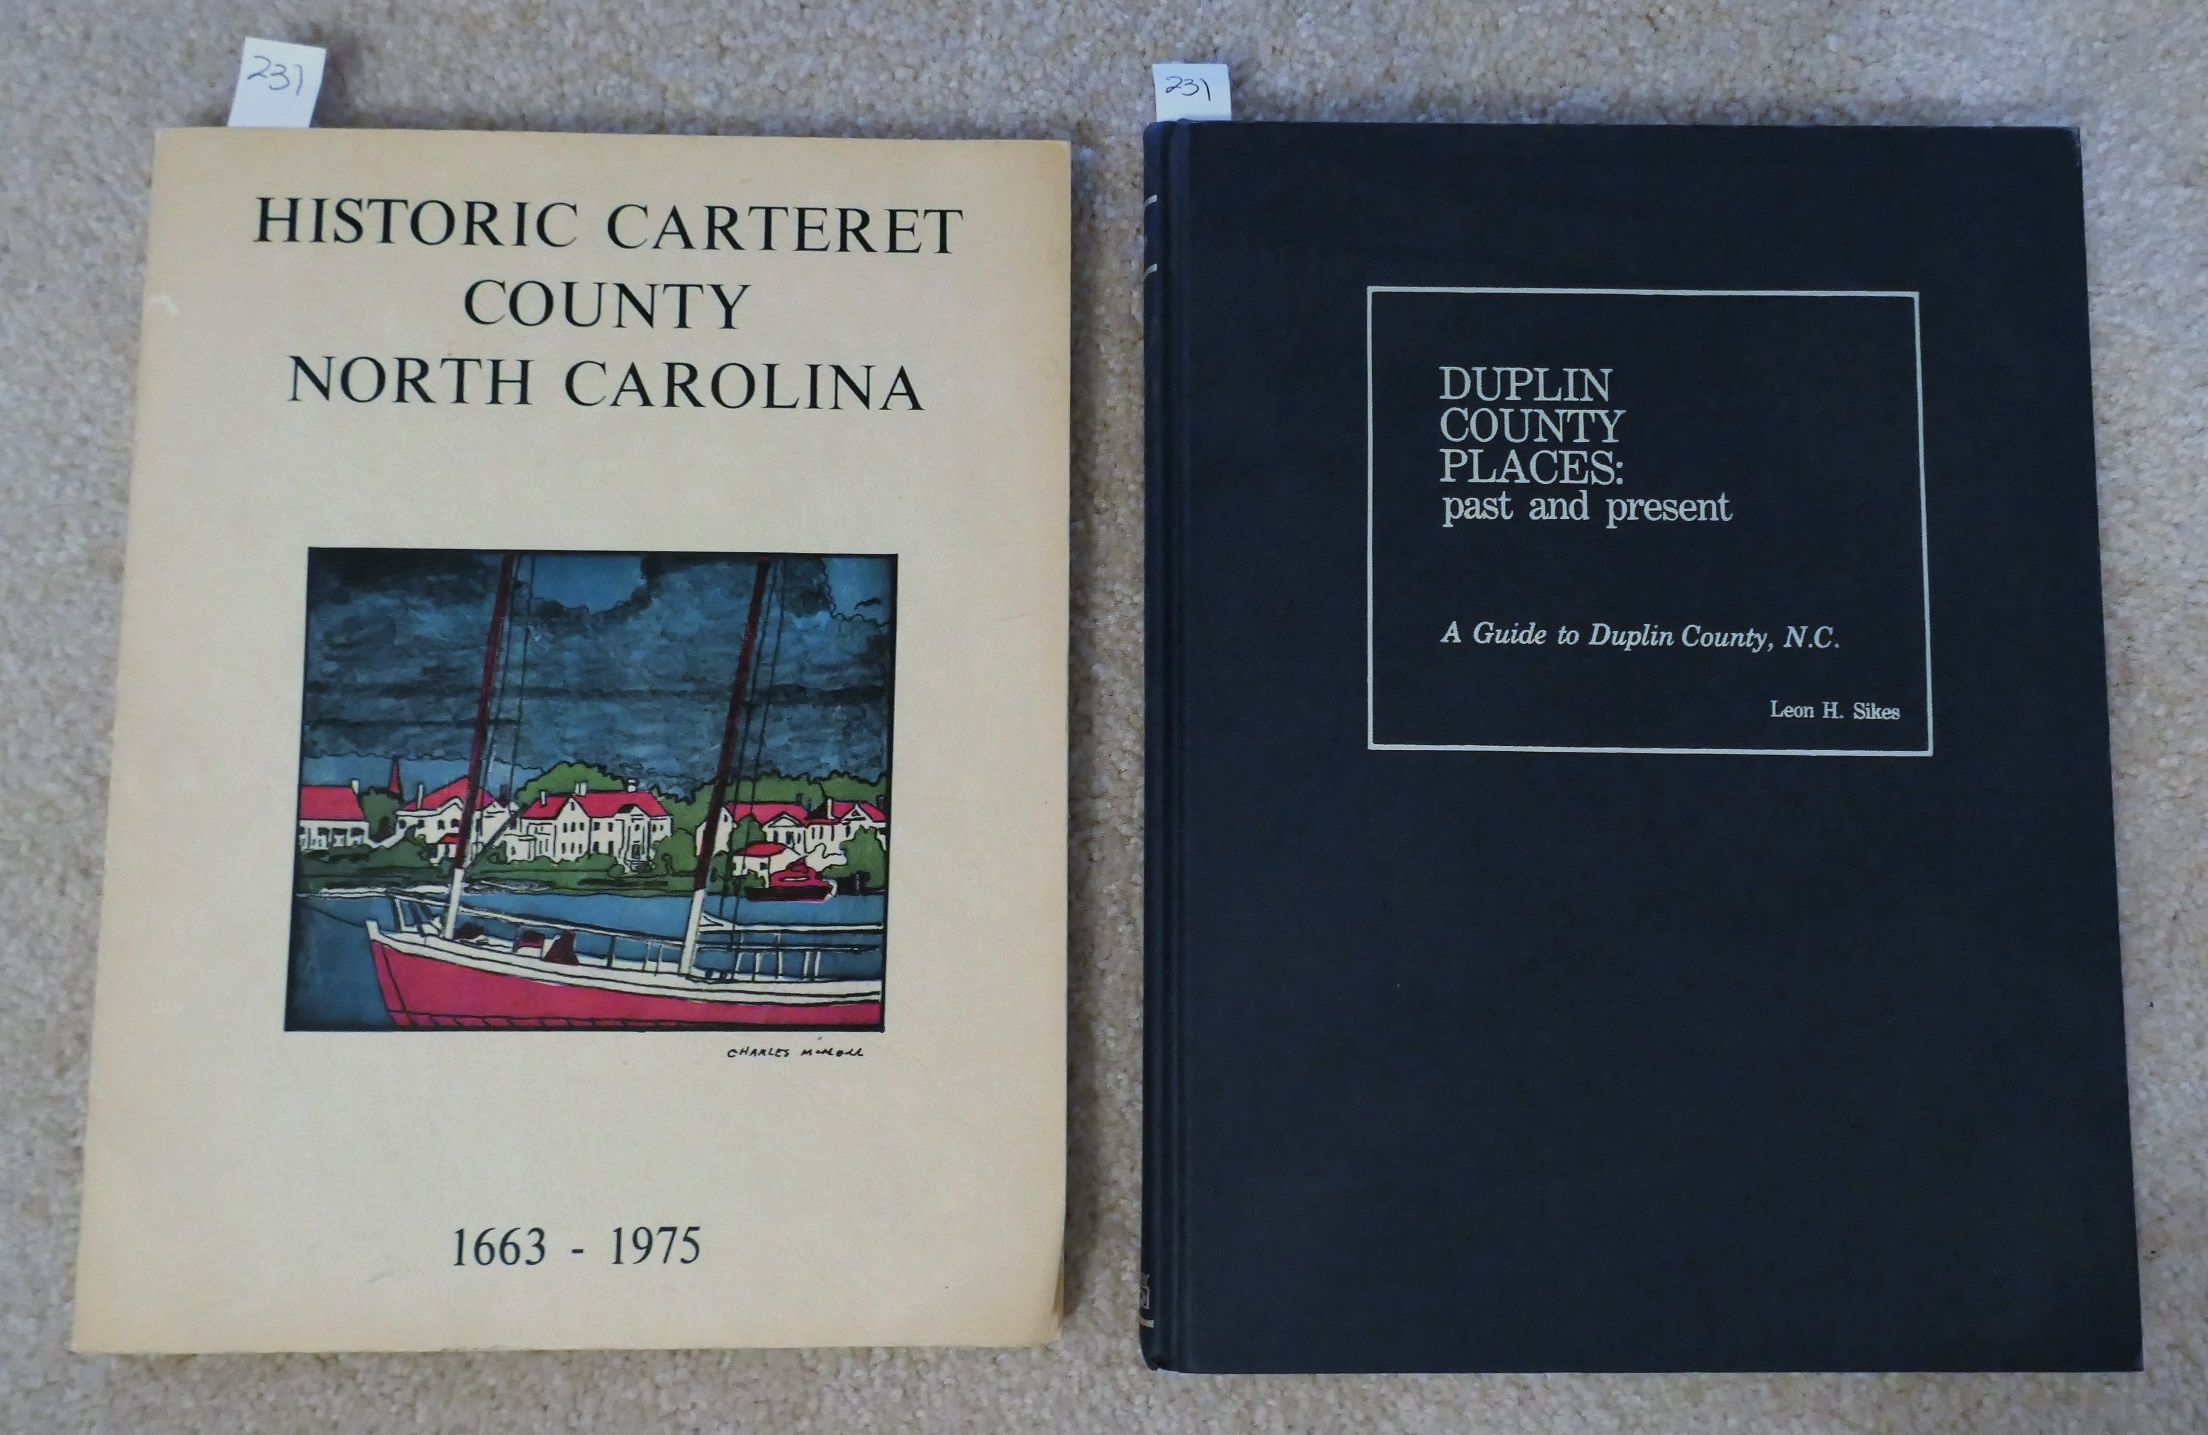 231
HISTORIC CARTERET
COUNTY
NORTH CAROLINA
CHARLES
1663 - 1975
231
DUPLIN
COUNTY
PLACES:
past and present
A Guide to Duplin County, N.C.
Leon H. Sikes